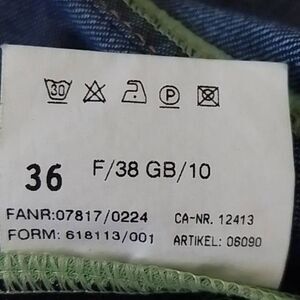 30 P
36 F/38 GB/10
FANR:07817/0224 CA-NR. 12413
FORM: 618113/001 ARTIKEL: 06090